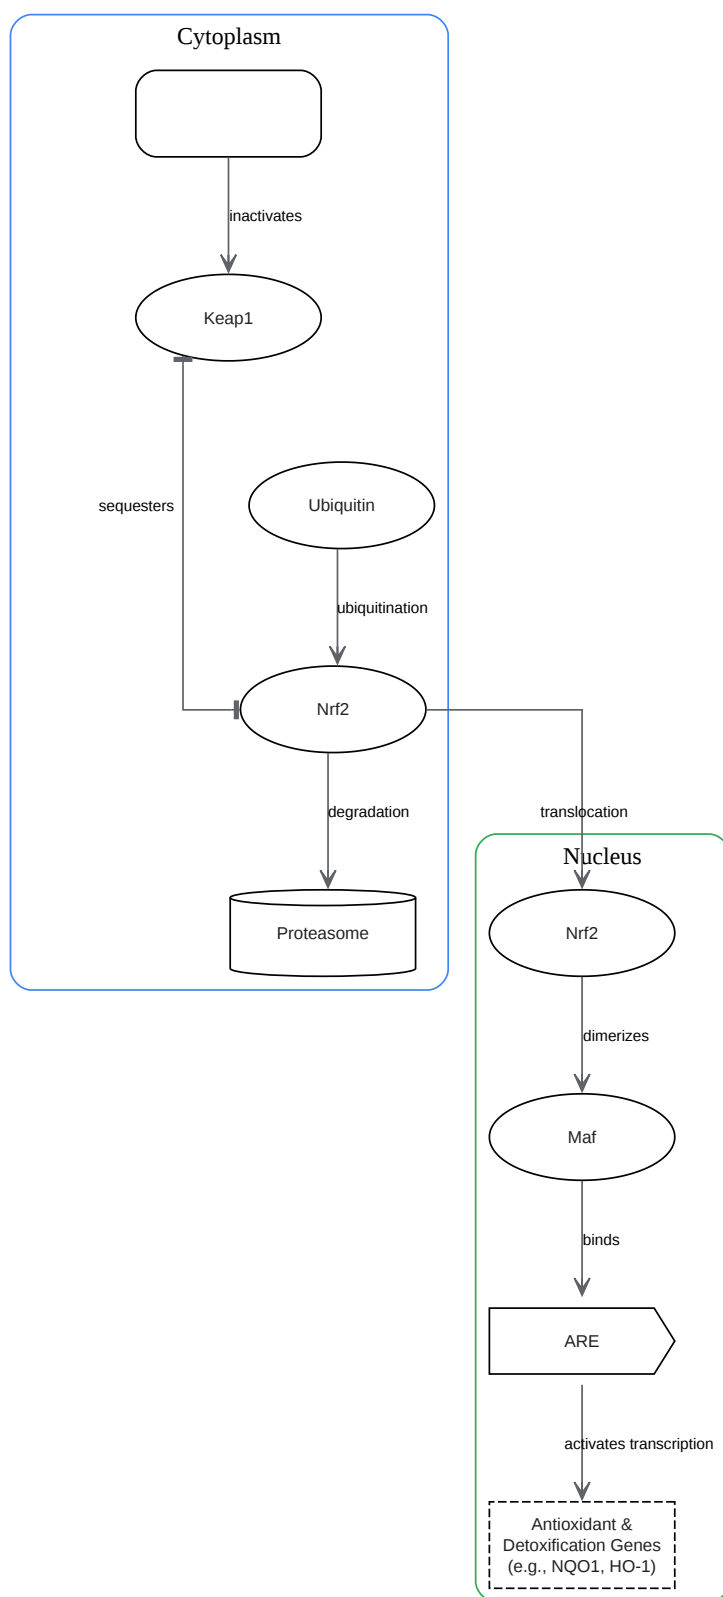 Cytoplasm
inactivates
Keap1
sequesters
Ubiquitin
ubiquitination
Nrf2
degradation
translocation
Nucleus
Proteasome
Nrf2
dimerizes
Maf
binds
ARE
activates transcription
Antioxidant &
Detoxification Genes
(e.g., NQO1, HO-1)